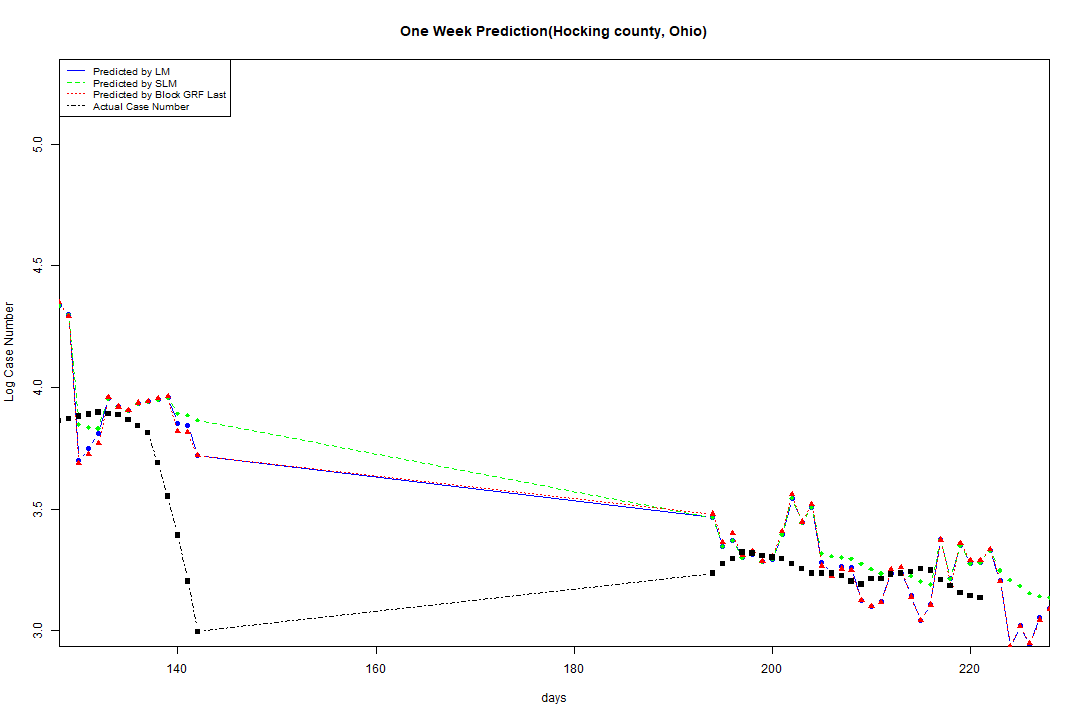 One Week Prediction(Hocking county, Ohio)
Predicted by LM
Predicted by SLM
Predicted by Block GRF Last
Actual Case Number
5.0
4.5
4.0
3.5
3.0
Log Case Number
140 160 180 200 220
days